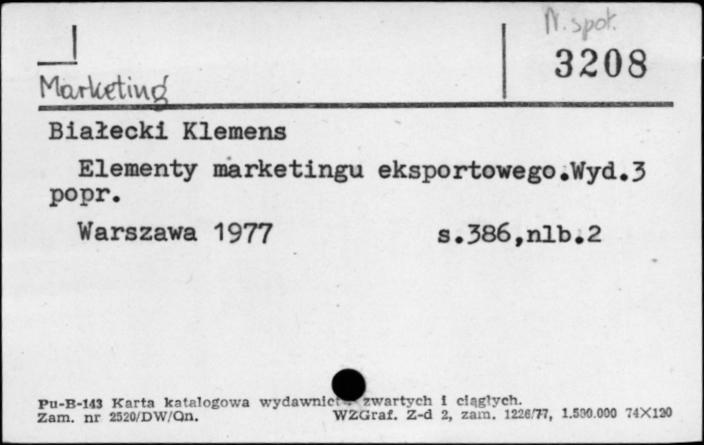 N. społ.
3208
Marketing
Białecki Klemens
Elementy marketingu eksportowego.Wyd.3
popr.
Warszawa 1977 s.386,nlb.2
Pu-B-143 Karta katalogowa wydawnict zwartych i ciągłych.
Zam. nr 2520/DW/Qn. WZGraf. Z-d 2, zam. 1226/77, 1.500.000 74X120